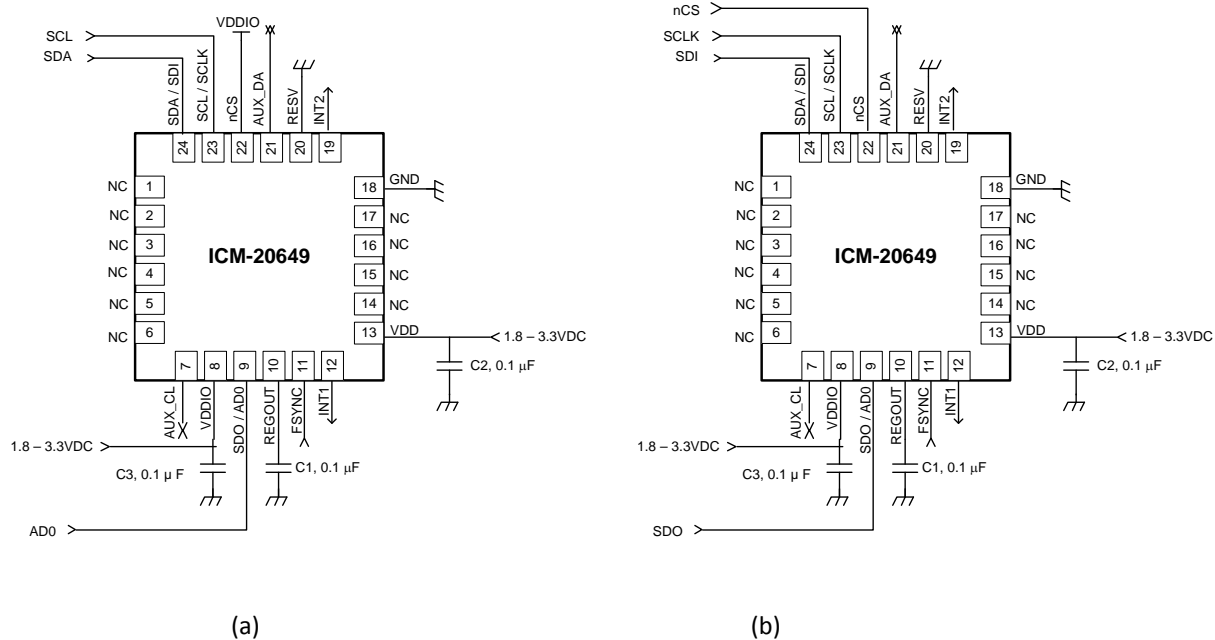 SCL
SDA
VDDIO
SDA / SDI
SCL / SCLK
nCS
AUX_DA
RESV
INT2
24
23
22
21
20
19
NC 1
NC 2
NC 3
NC 4
NC 5
NC 6
ICM-20649
18 GND
17 NC
16 NC
15 NC
14 NC
13 VDD
1.8 – 3.3VDC
C2, 0.1 μF
7
8
9
10
11
12
AUX_CL
VDDIO
SDO / AD0
REGOUT
FSYNC
INT1
1.8 – 3.3VDC
C3, 0.1 μ F
C1, 0.1 μF
AD0
(a)
nCS
SCLK
SDI
SDA / SDI
SCL / SCLK
nCS
AUX_DA
RESV
INT2
24
23
22
21
20
19
NC 1
NC 2
NC 3
NC 4
NC 5
NC 6
ICM-20649
18 GND
17 NC
16 NC
15 NC
14 NC
13 VDD
1.8 – 3.3VDC
C2, 0.1 μF
7
8
9
10
11
12
AUX_CL
VDDIO
SDO / AD0
REGOUT
FSYNC
INT1
1.8 – 3.3VDC
C3, 0.1 μF
C1, 0.1 μF
SDO
(b)